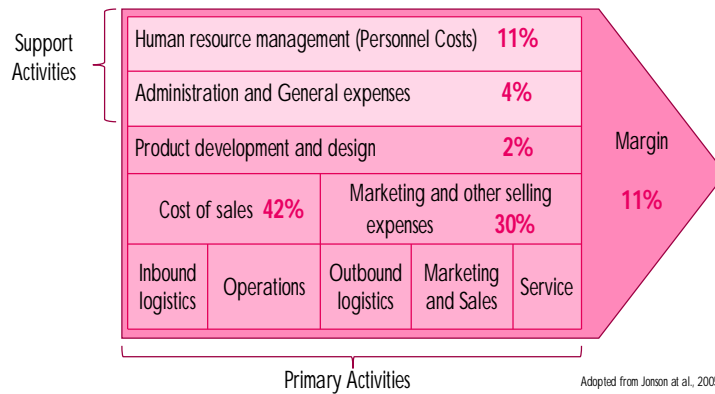 Support
Activities
Human resource management (Personnel Costs) 11%
Administration and General expenses 4%
Product development and design 2%
Margin
11%
Cost of sales 42%
Marketing and other selling
expenses 30%
Inbound
logistics
Operations
Outbound
logistics
Marketing
and Sales
Service
Primary Activities
Adopted from Jonson at al., 2005